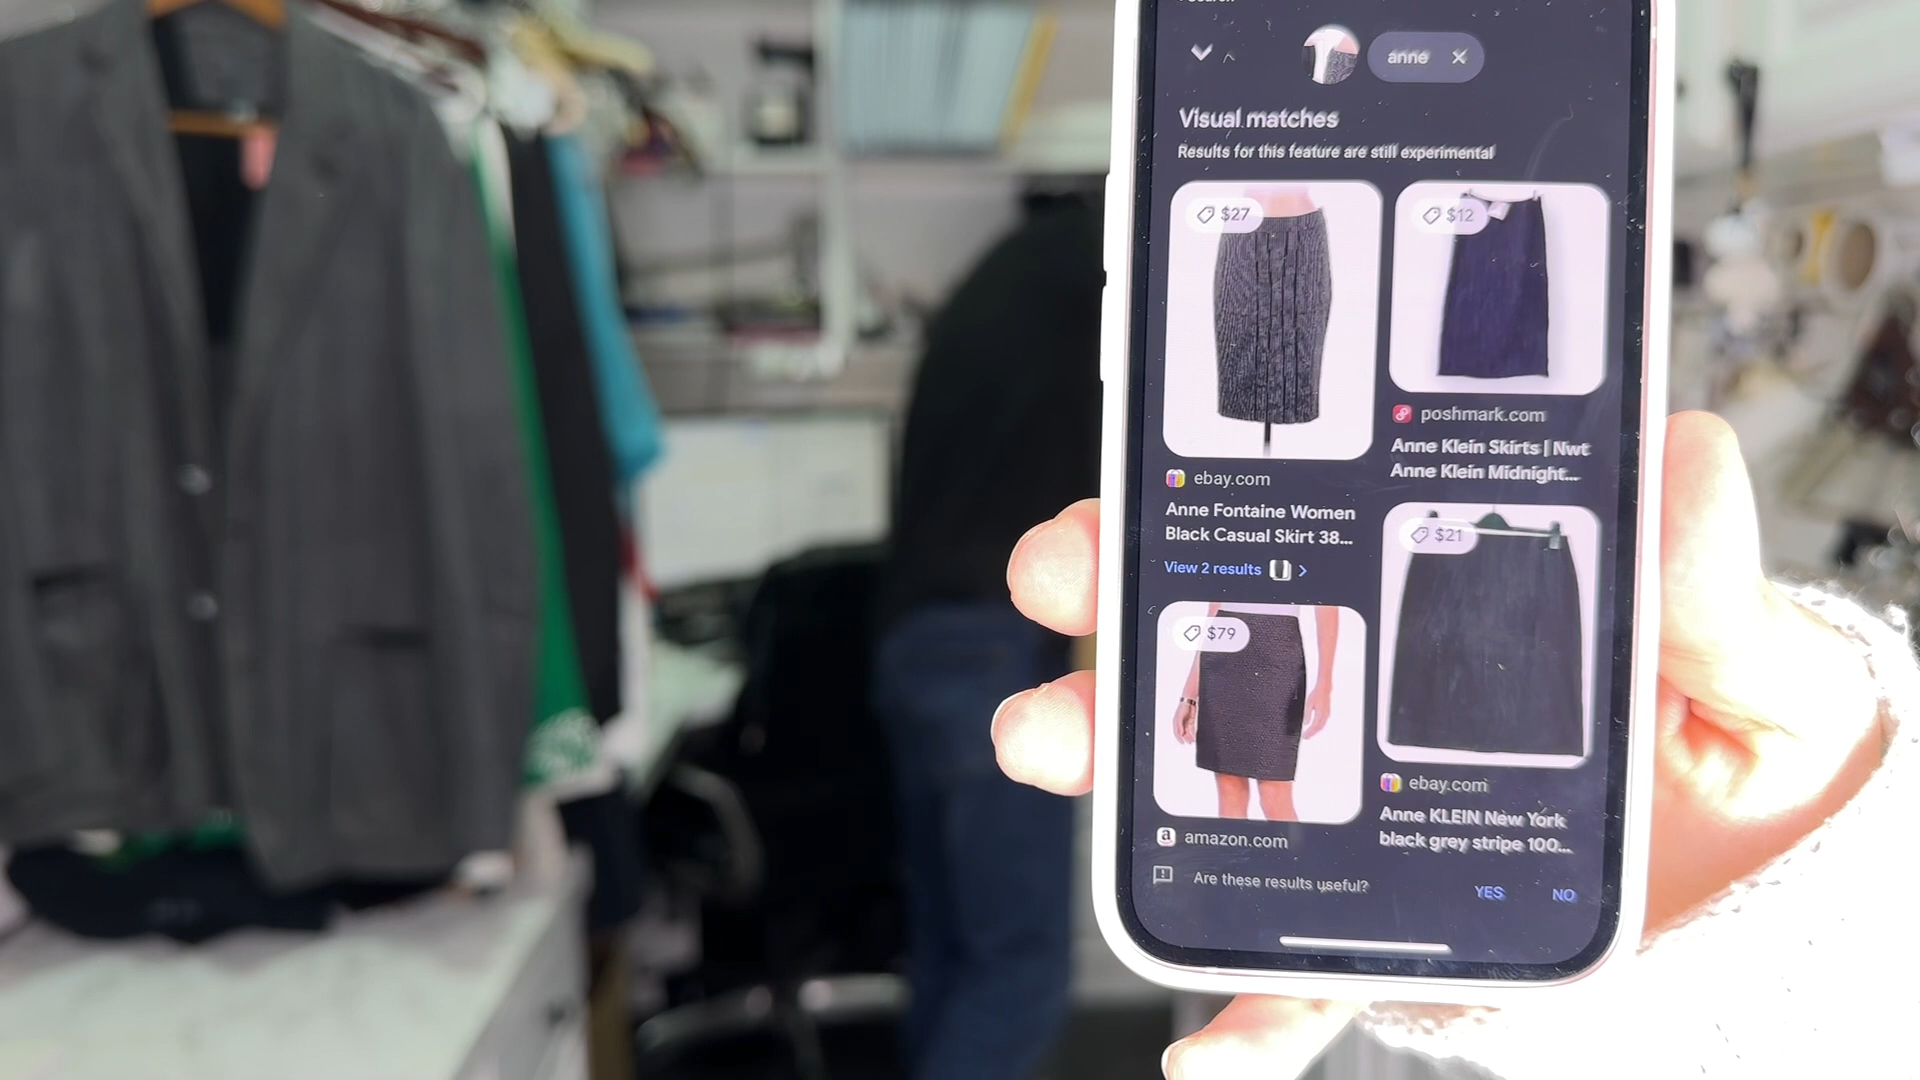 anne
Visual matches
Results for this feature are still experimental
$27
ebay.com
Anne Fontaine Women
Black Casual Skirt 38...
View 2 results
$12
poshmark.com
Anne Klein Skirts | Nwt
Anne Klein Midnight...
$79
amazon.com
$21
ebay.com
Anne KLEIN New York
black grey stripe 100...
Are these results useful?
YES
NO